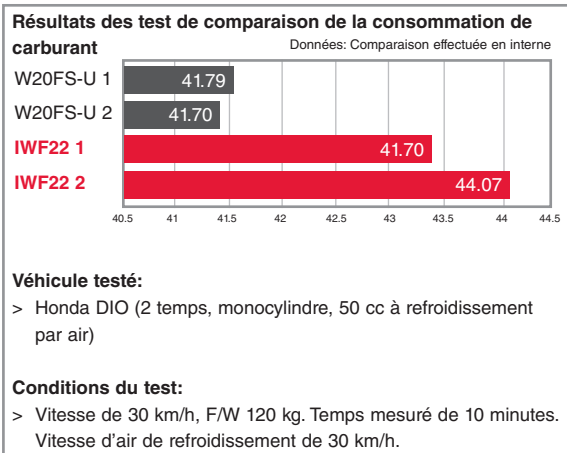 Résultats des test de comparaison de la consommation de
carburant Données: Comparaison effectuée en interne
W20FS-U 1 41.79
W20FS-U 2 41.70
IWF22 1 41.70
IWF22 2 44.07
40.5 41 41.5 42 42.5 43 43.5 44 44.5
Véhicule testé:
> Honda DIO (2 temps, monocylindre, 50 cc à refroidissement
par air)
Conditions du test:
> Vitesse de 30 km/h, F/W 120 kg. Temps mesuré de 10 minutes.
Vitesse d'air de refroidissement de 30 km/h.